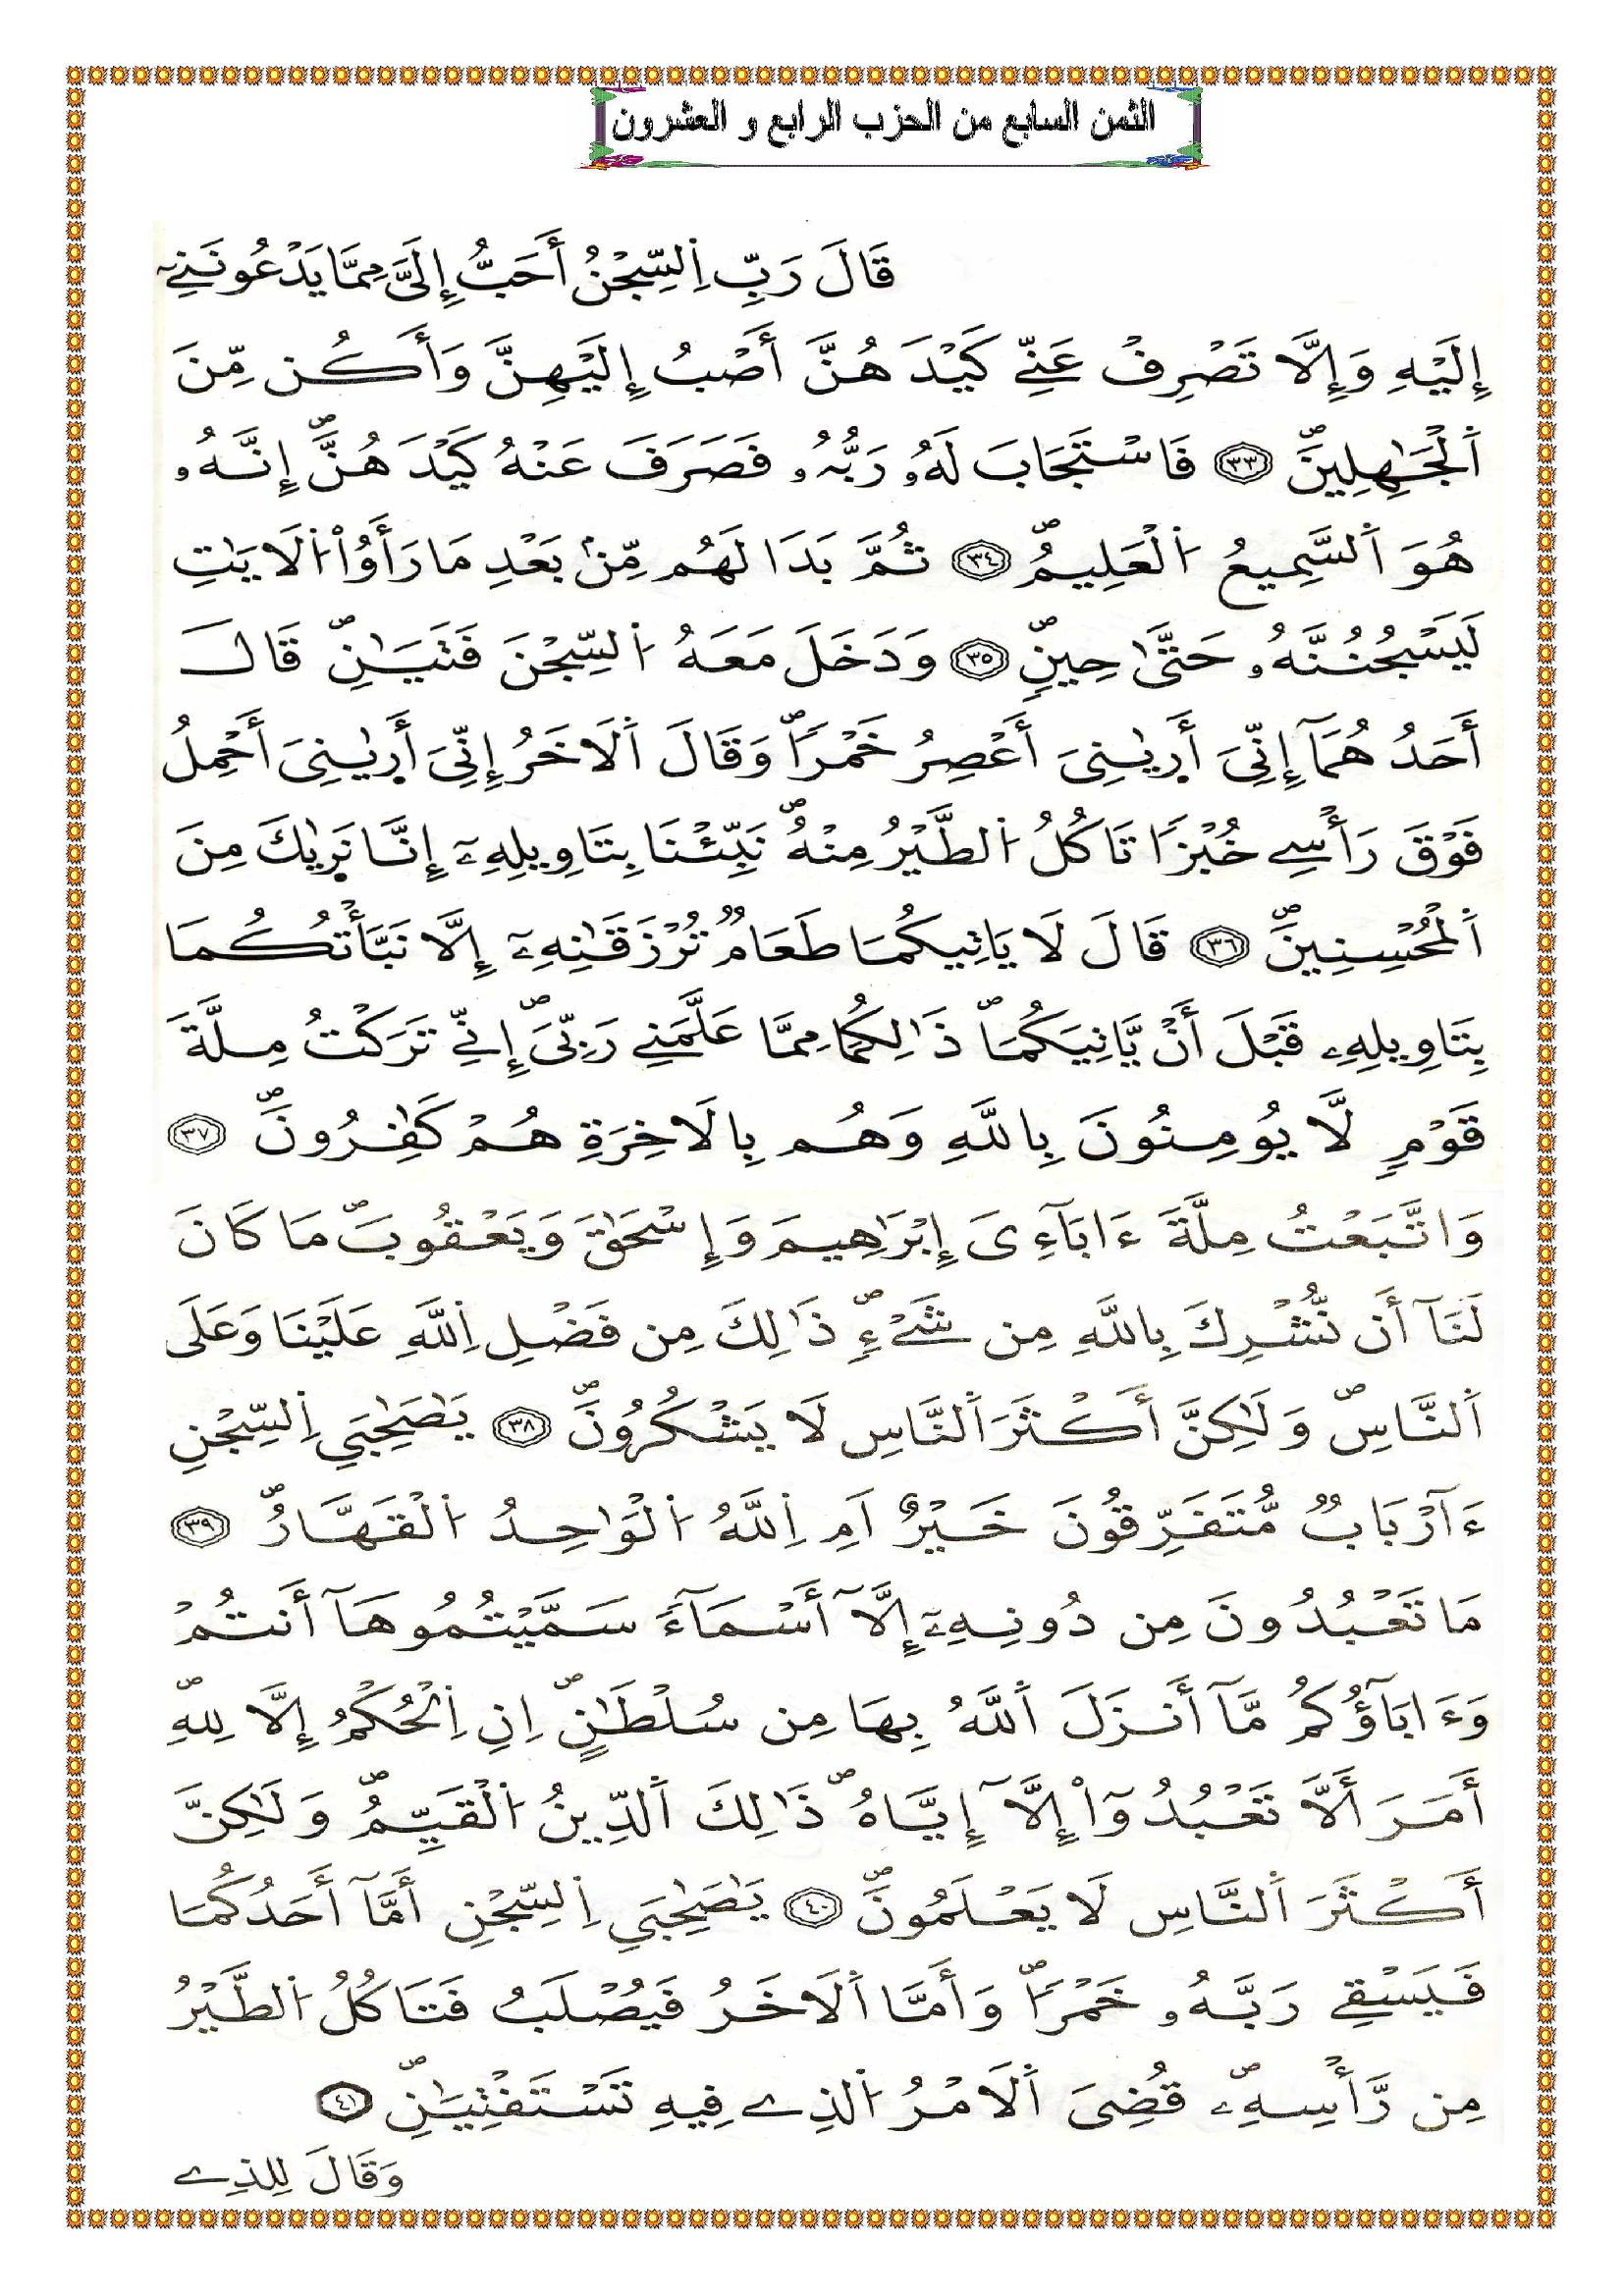 الثمن السابع من الحزب الرابع و العشرون
قَالَ رَبِّ اِ۬لسِّجْنُ أَحَبُّ إِلَيَّ مِمَّا يَدْعُونَنِےٓ
إِلَيْهِ وَإِلَّا تَصْرِفْ عَنِّے كَيْدَهُنَّ أَصْبُ إِلَيْهِنَّ وَأَكُن مِّنَ
اَ۬لْجَٰهِلِينَۖ ٣٣ فَاسْتَجَابَ لَهُۥ رَبُّهُۥ فَصَرَفَ عَنْهُ كَيْدَهُنَّۖ إِنَّهُۥ
هُوَ اَ۬لسَّمِيعُ اُ۬لْعَلِيمُۖ ٣٤ ثُمَّ بَدَا لَهُم مِّنۢ بَعْدِ مَا رَأَوُاْ اُ۬لَايَٰتِ
لَيَسْجُنُنَّهُۥ حَتَّىٰ حِينٖۖ ٣٥ وَدَخَلَ مَعَهُ اُ۬لسِّجْنَ فَتَيَٰنِۖ قَالَ
أَحَدُهُمَآ إِنِّيَ أَر۪ىٰنِيَ أَعْصِرُ خَمْراٗۖ وَقَالَ اَ۬لَاخَرُ إِنِّيَ أَر۪ىٰنِيَ أَحْمِلُ
فَوْقَ رَأْسِے خُبْزاٗ تَاكُلُ اُ۬لطَّيْرُ مِنْهُۖ نَبِّئْنَا بِتَاوِيلِهِۦٓ إِنَّا نَر۪ىٰكَ مِنَ
اَ۬لْمُحْسِنِينَۖ ٣٦ قَالَ لَا يَاتِيكُمَا طَعَامٞ تُرْزَقَٰنِهِۦٓ إِلَّا نَبَّأْتُكُمَا
بِتَاوِيلِهِۦ قَبْلَ أَنْ يَّاتِيَكُمَاۖ ذَٰلِكُمَا مِمَّا عَلَّمَنِے رَبِّيَۖ إِنِّے تَرَكْتُ مِلَّةَ
قَوْمٖ لَّا يُومِنُونَ بِاللَّهِ وَهُم بِالَاخِرَةِ هُمْ كَٰفِرُونَۖ ٣٧
وَاتَّبَعْتُ مِلَّةَ ءَابَآءِيَ إِبْرَٰهِيمَ وَإِسْحَٰقَ وَيَعْقُوبَۖ مَا كَانَ
لَنَآ أَن نُّشْرِكَ بِاللَّهِ مِن شَےْءٖۖ ذَٰلِكَ مِن فَضْلِ اِ۬للَّهِ عَلَيْنَا وَعَلَى
اَ۬لنَّاسِۖ وَلَٰكِنَّ أَكْثَرَ اَ۬لنَّاسِ لَا يَشْكُرُونَۖ ٣٨ يَٰصَٰحِبَيِ اِ۬لسِّجْنِ
ءَآرْبَابٞ مُّتَفَرِّقُونَ خَيْرٌ اَمِ اِ۬للَّهُ اُ۬لْوَٰحِدُ اُ۬لْقَهَّارُۖ ٣٩
مَا تَعْبُدُونَ مِن دُونِهِۦٓ إِلَّآ أَسْمَآءٗ سَمَّيْتُمُوهَآ أَنتُمْ
وَءَابَآؤُكُم مَّآ أَنزَلَ اَ۬للَّهُ بِهَا مِن سُلْطَٰنٍۖ اِنِ اِ۬لْحُكْمُ إِلَّا لِلهِۖ
أَمَرَ أَلَّا تَعْبُدُوٓاْ إِلَّآ إِيَّاهُۖ ذَٰلِكَ اَ۬لدِّينُ اُ۬لْقَيِّمُۖ وَلَٰكِنَّ
أَكْثَرَ اَ۬لنَّاسِ لَا يَعْلَمُونَۖ ٤٠ يَٰصَٰحِبَيِ اِ۬لسِّجْنِ أَمَّآ أَحَدُكُمَا
فَيَسْقِے رَبَّهُۥ خَمْراٗۖ وَأَمَّا اَ۬لَاخَرُ فَيُصْلَبُ فَتَاكُلُ اُ۬لطَّيْرُ
مِن رَّأْسِهِۦۖ قُضِيَ اَ۬لَامْرُ اُ۬لذِے فِيهِ تَسْتَفْتِيَٰنِۖ ٤١
وَقَالَ لِلذِے